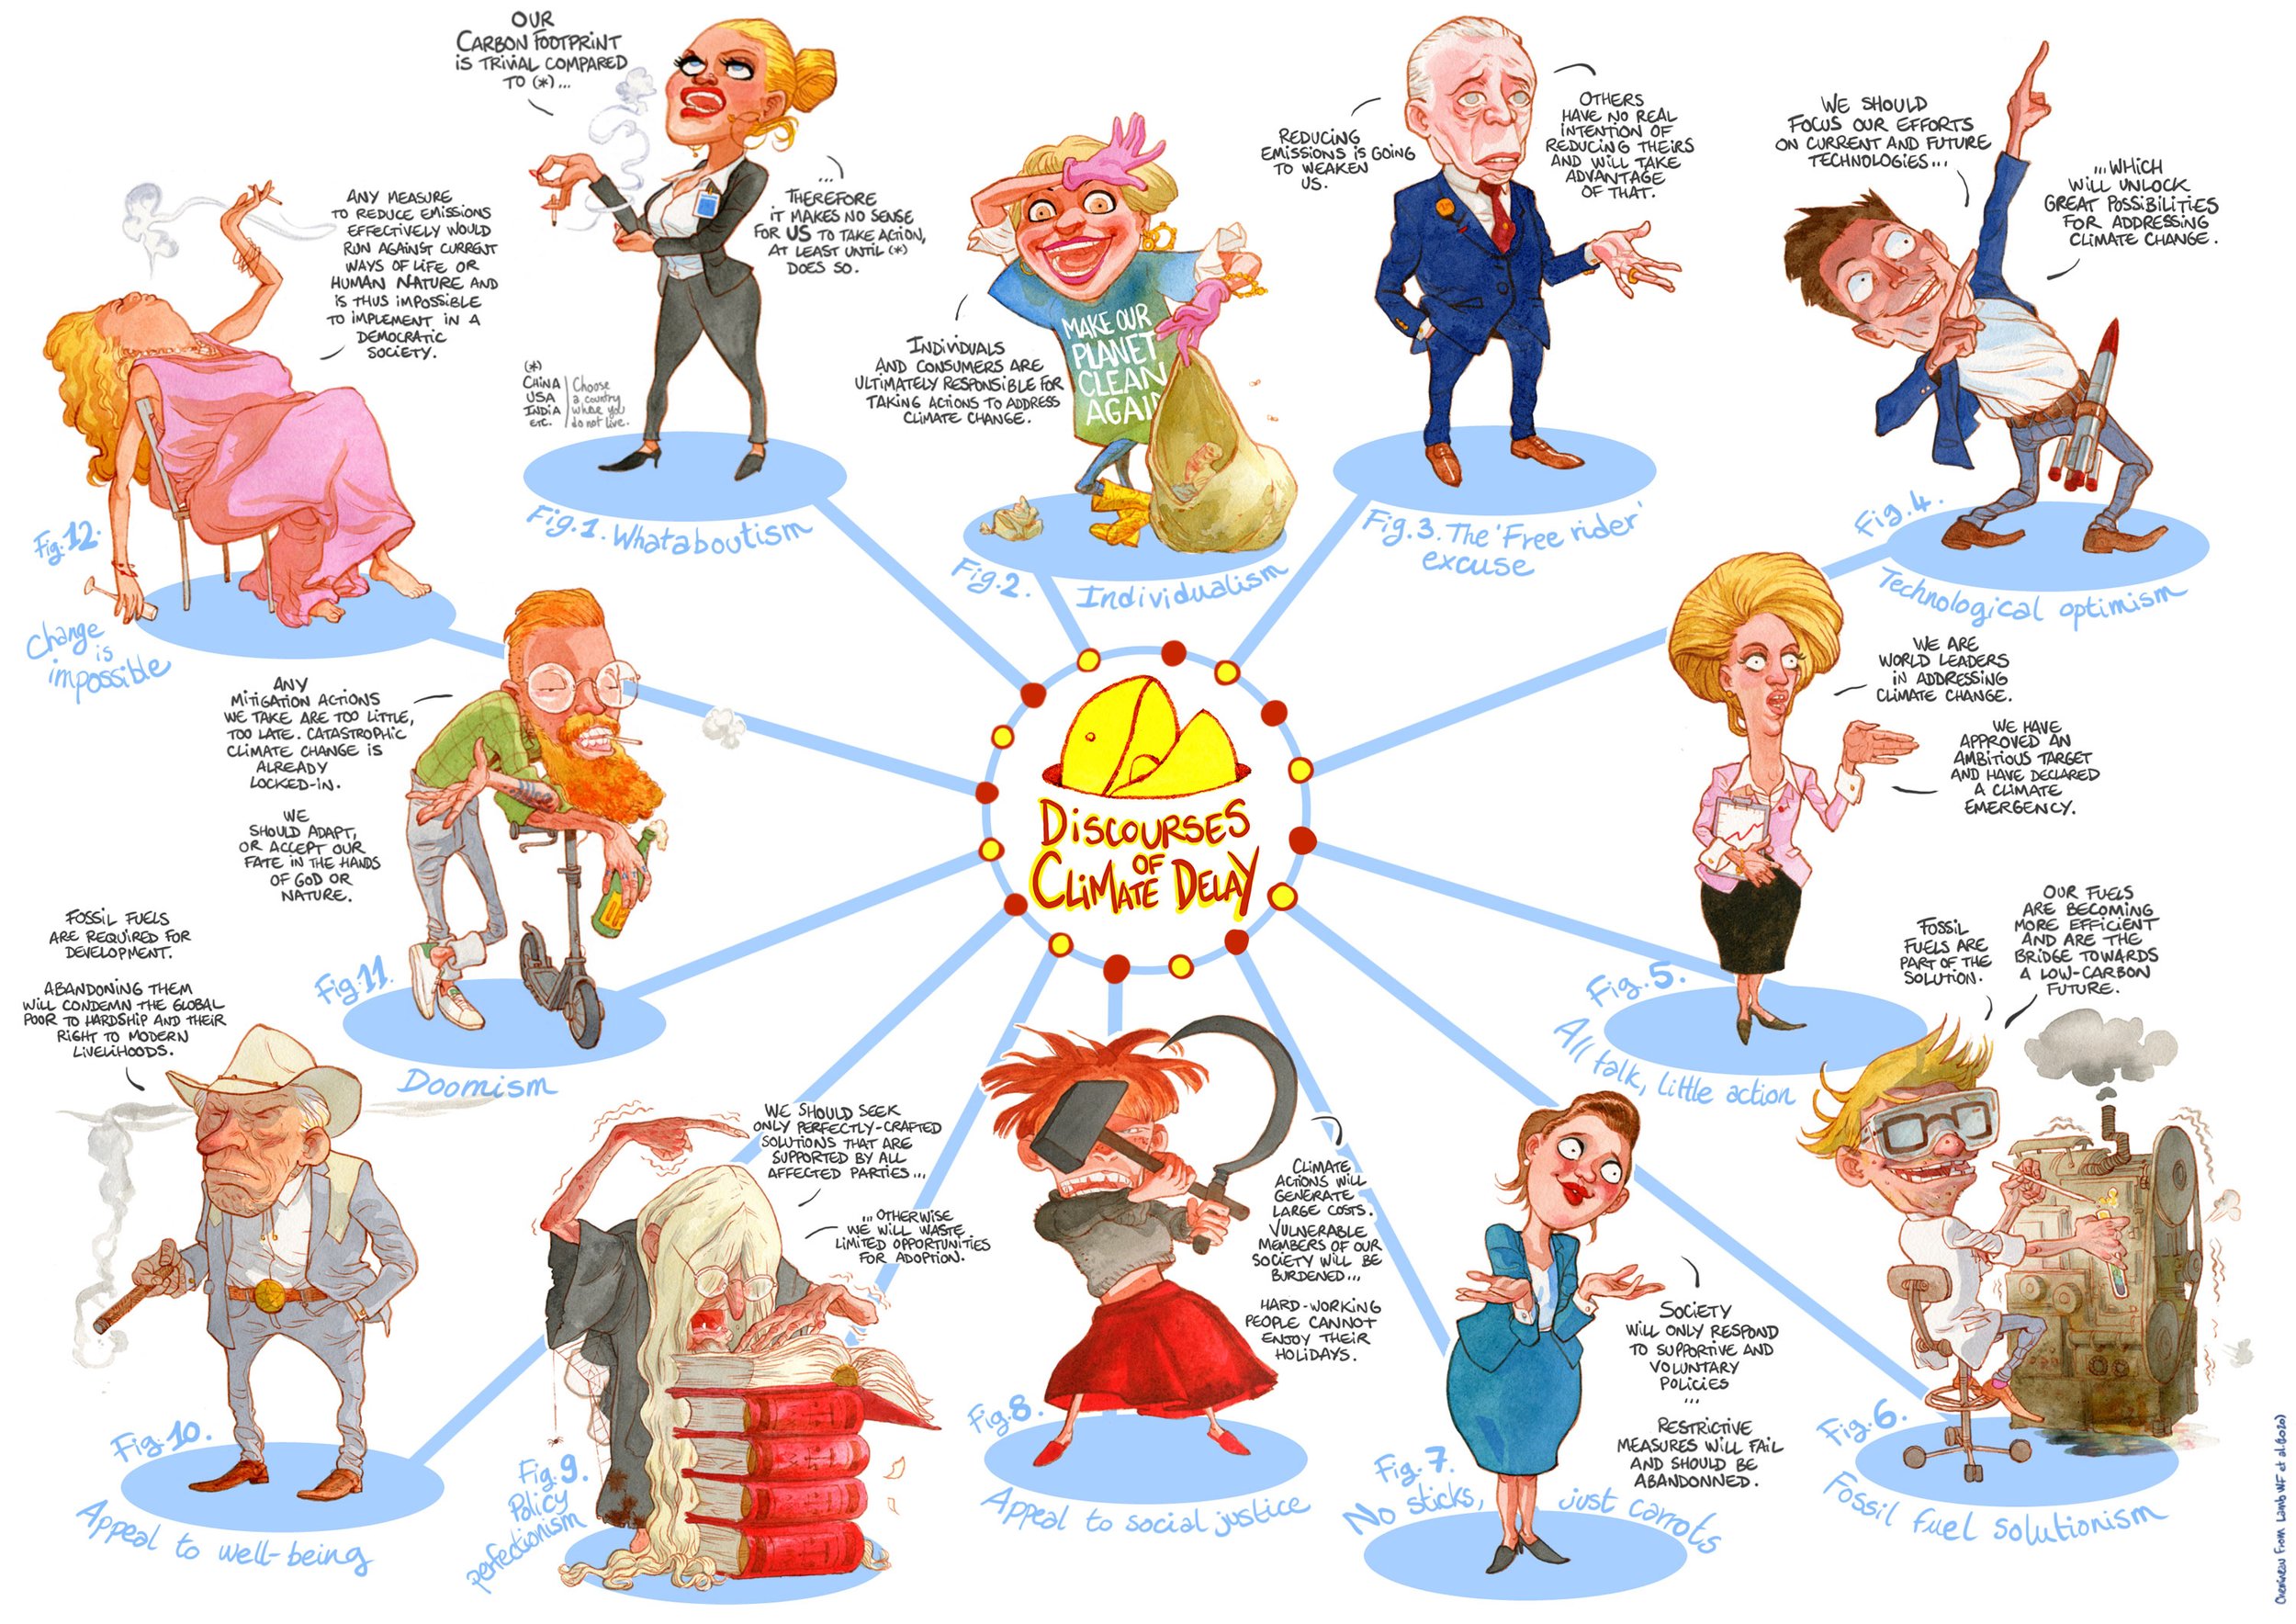 OUR
CARBON FOOTPRINT
IS TRIVIAL COMPARED
TO (*)...
...
THEREFORE
IT MAKES NO SENSE
FOR US TO TAKE ACTION,
AT LEAST UNTIL (*)
DOES SO.
(*)
CHINA
USA
INDIA
ETC.
Choose
a country
where you
do not live.
Fig.1. Whataboutism
INDIVIDUALS
AND CONSUMERS ARE
ULTIMATELY RESPONSIBLE FOR
TAKING ACTIONS TO ADDRESS
CLIMATE CHANGE.
MAKE OUR
PLANET
CLEAN
AGAI
Fig.2. Individualism
REDUCING
EMISSIONS IS GOING
TO WEAKEN
US.
OTHERS
HAVE NO REAL
INTENTION OF
REDUCING THEIRS
AND WILL TAKE
ADVANTAGE
OF THAT.
Fig.3. The 'Free rider'
excuse
WE SHOULD
FOCUS OUR EFFORTS
ON CURRENT AND FUTURE
TECHNOLOGIES...
...WHICH
WILL UNLOCK
GREAT POSSIBILITIES
FOR ADDRESSING
CLIMATE CHANGE.
Fig.4.
Technological optimism
WE ARE
WORLD LEADERS
IN ADDRESSING
CLIMATE CHANGE.
WE HAVE
APPROVED AN
AMBITIOUS TARGET
AND HAVE DECLARED
A CLIMATE
EMERGENCY.
Fig.5.
All talk, little action
FOSSIL
FUELS ARE
PART OF THE
SOLUTION.
OUR FUELS
ARE BECOMING
MORE EFFICIENT
AND ARE THE
BRIDGE TOWARDS
A LOW-CARBON
FUTURE.
Fig.6.
Fossil fuel solutionism
SOCIETY
WILL ONLY RESPOND
TO SUPPORTIVE AND
VOLUNTARY
POLICIES
...
RESTRICTIVE
MEASURES WILL FAIL
AND SHOULD BE
ABANDONNED.
Fig.7.
No sticks, just carrots
CLIMATE
ACTIONS WILL
GENERATE
LARGE COSTS.
VULNERABLE
MEMBERS OF OUR
SOCIETY WILL BE
BURDENED...
HARD-WORKING
PEOPLE CANNOT
ENJOY THEIR
HOLIDAYS.
Fig.8.
Appeal to social justice
WE SHOULD SEEK
ONLY PERFECTLY-CRAFTED
SOLUTIONS THAT ARE
SUPPORTED BY ALL
AFFECTED PARTIES...
...OTHERWISE
WE WILL WASTE
LIMITED OPPORTUNITIES
FOR ADOPTION.
Fig.9.
Policy
perfectionism
FOSSIL FUELS
ARE REQUIRED FOR
DEVELOPMENT.
ABANDONING THEM
WILL CONDEMN THE GLOBAL
POOR TO HARDSHIP AND THEIR
RIGHT TO MODERN
LIVELIHOODS.
Fig.10.
Appeal to well-being
ANY
MITIGATION ACTIONS
WE TAKE ARE TOO LITTLE,
TOO LATE. CATASTROPHIC
CLIMATE CHANGE IS
ALREADY
LOCKED-IN.
WE
SHOULD ADAPT,
OR ACCEPT OUR
FATE IN THE HANDS
OF GOD OR
NATURE.
Fig.11.
Doomism
ANY MEASURE
TO REDUCE EMISSIONS
EFFECTIVELY WOULD
RUN AGAINST CURRENT
WAYS OF LIFE OR
HUMAN NATURE AND
IS THUS IMPOSSIBLE
TO IMPLEMENT IN A
DEMOCRATIC
SOCIETY.
Fig.12.
Change
is
impossible
DISCOURSES
OF
CLIMATE DELAY
From Lamb WF et al. (2020)